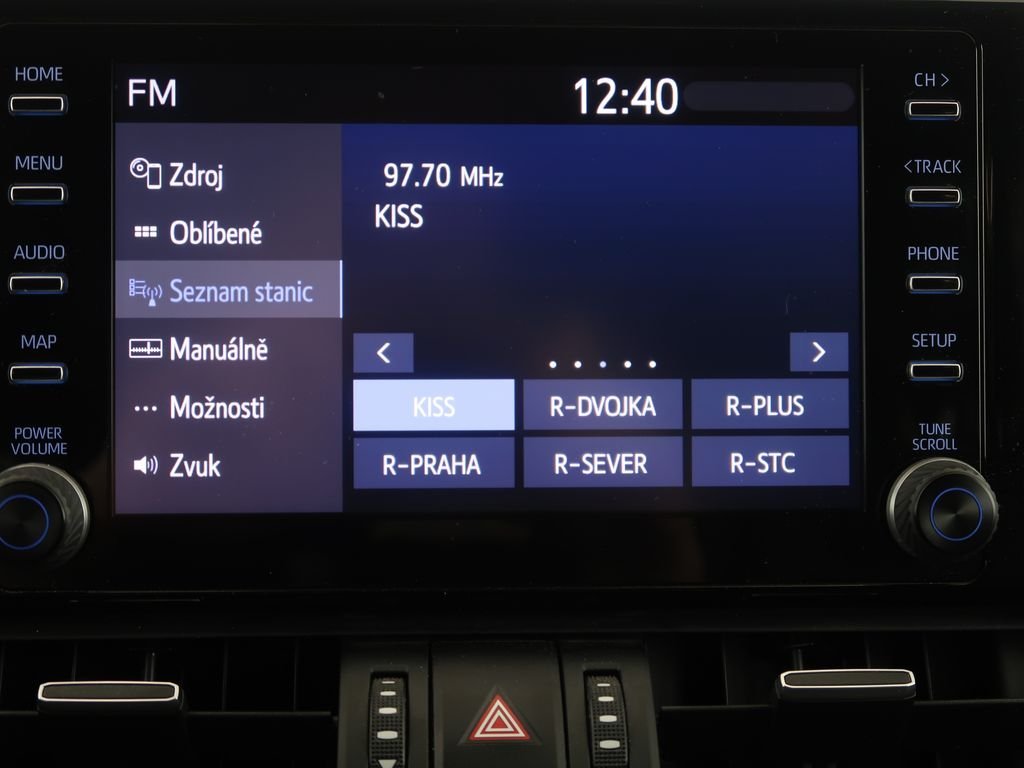 HOME
MENU
AUDIO
MAP
POWER
VOLUME
FM
12:40
Zdroj
Oblíbené
Seznam stanic
Manuálně
Možnosti
Zvuk
97.70 MHz
KISS
KISS R-DVOJKA R-PLUS
R-PRAHA R-SEVER R-STC
CH >
< TRACK
PHONE
SETUP
TUNE
SCROLL